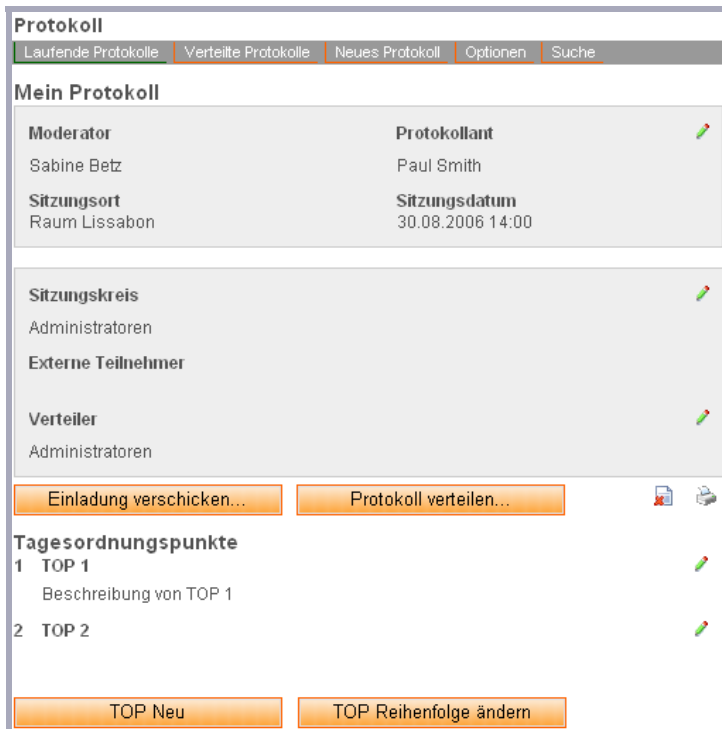 Protokoll
Laufende Protokolle Verteilte Protokolle Neues Protokoll Optionen Suche
Mein Protokoll
Moderator Protokollant
Sabine Betz Paul Smith
Sitzungsort Sitzungsdatum
Raum Lissabon 30.08.2006 14:00
Sitzungskreis
Administratoren
Externe Teilnehmer
Verteiler
Administratoren
Einladung verschicken... Protokoll verteilen...
Tagesordnungspunkte
1 TOP 1
Beschreibung von TOP 1
2 TOP 2
TOP Neu TOP Reihenfolge ändern